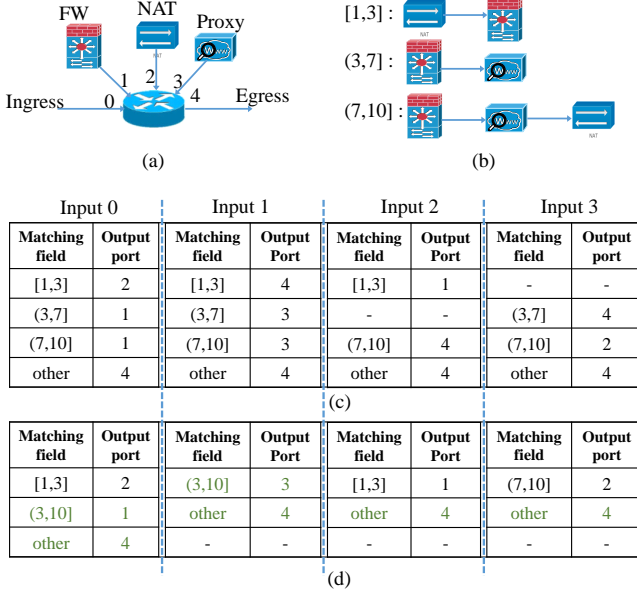 FW
NAT
Proxy
NAT
1
2
3
Ingress
0
4
Egress
(a)
[1,3] :
NAT
(3,7] :
(7,10] :
NAT
(b)
Input 0 Input 1 Input 2 Input 3
Matching field Output port Matching field Output Port Matching field Output Port Matching field Output port
[1,3] 2 [1,3] 4 [1,3] 1 - -
(3,7] 1 (3,7] 3 - - (3,7] 4
(7,10] 1 (7,10] 3 (7,10] 4 (7,10] 2
other 4 other 4 other 4 other 4
(c)
Matching field Output port Matching field Output Port Matching field Output port Matching field Output port
[1,3] 2 (3,10] 3 [1,3] 1 (7,10] 2
(3,10] 1 other 4 other 4 other 4
other 4 - - - - - -
(d)